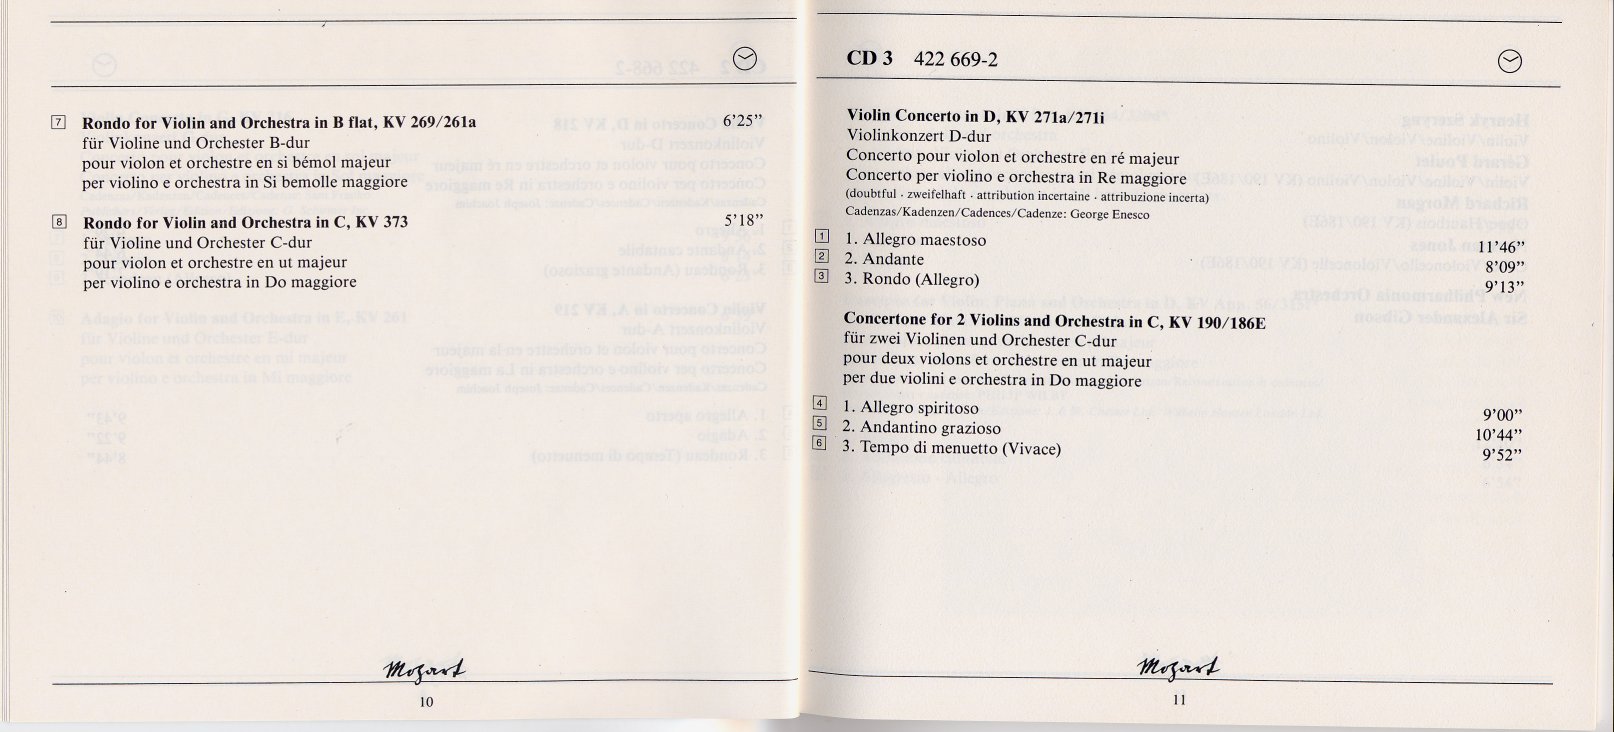 7 Rondo for Violin and Orchestra in B flat, KV 269/261a 6’25”
für Violine und Orchester B-dur
pour violon et orchestre en si bémol majeur
per violino e orchestra in Si bemolle maggiore
8 Rondo for Violin and Orchestra in C, KV 373 5’18”
für Violine und Orchester C-dur
pour violon et orchestre en ut majeur
per violino e orchestra in Do maggiore
Mozart
10
CD 3 422 669-2
Violin Concerto in D, KV 271a/271i
Violinkonzert D-dur
Concerto pour violon et orchestre en ré majeur
Concerto per violino e orchestra in Re maggiore
(doubtful · zweifelhaft · attribution incertaine · attribuzione incerta)
Cadenzas/Kadenzen/Cadences/Cadenze: George Enesco
1 1. Allegro maestoso 11’46”
2 2. Andante 8’09”
3 3. Rondo (Allegro) 9’13”
Concertone for 2 Violins and Orchestra in C, KV 190/186E
für zwei Violinen und Orchester C-dur
pour deux violons et orchestre en ut majeur
per due violini e orchestra in Do maggiore
4 1. Allegro spiritoso 9’00”
5 2. Andantino grazioso 10’44”
6 3. Tempo di menuetto (Vivace) 9’52”
Mozart
11